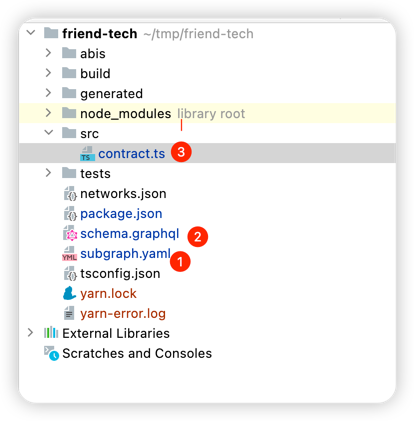 friend-tech ~/tmp/friend-tech
abis
build
generated
node_modules library root
src
TS contract.ts 3
tests
networks.json
package.json
schema.graphql 2
YML subgraph.yaml 1
tsconfig.json
yarn.lock
yarn-error.log
External Libraries
Scratches and Consoles